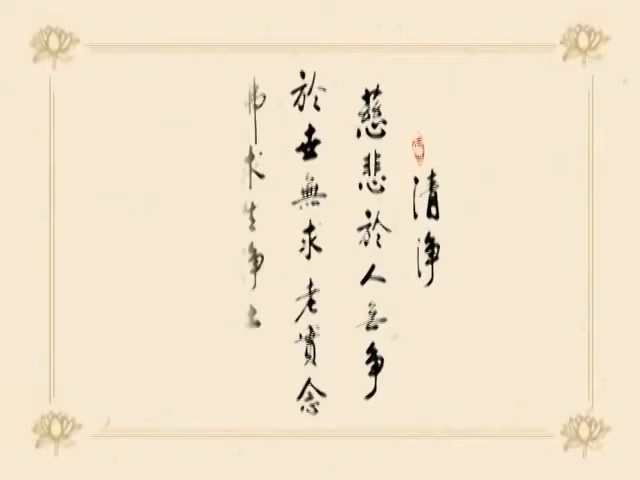 清淨
慈悲於人無爭
於世無求 老實念
佛求生淨土